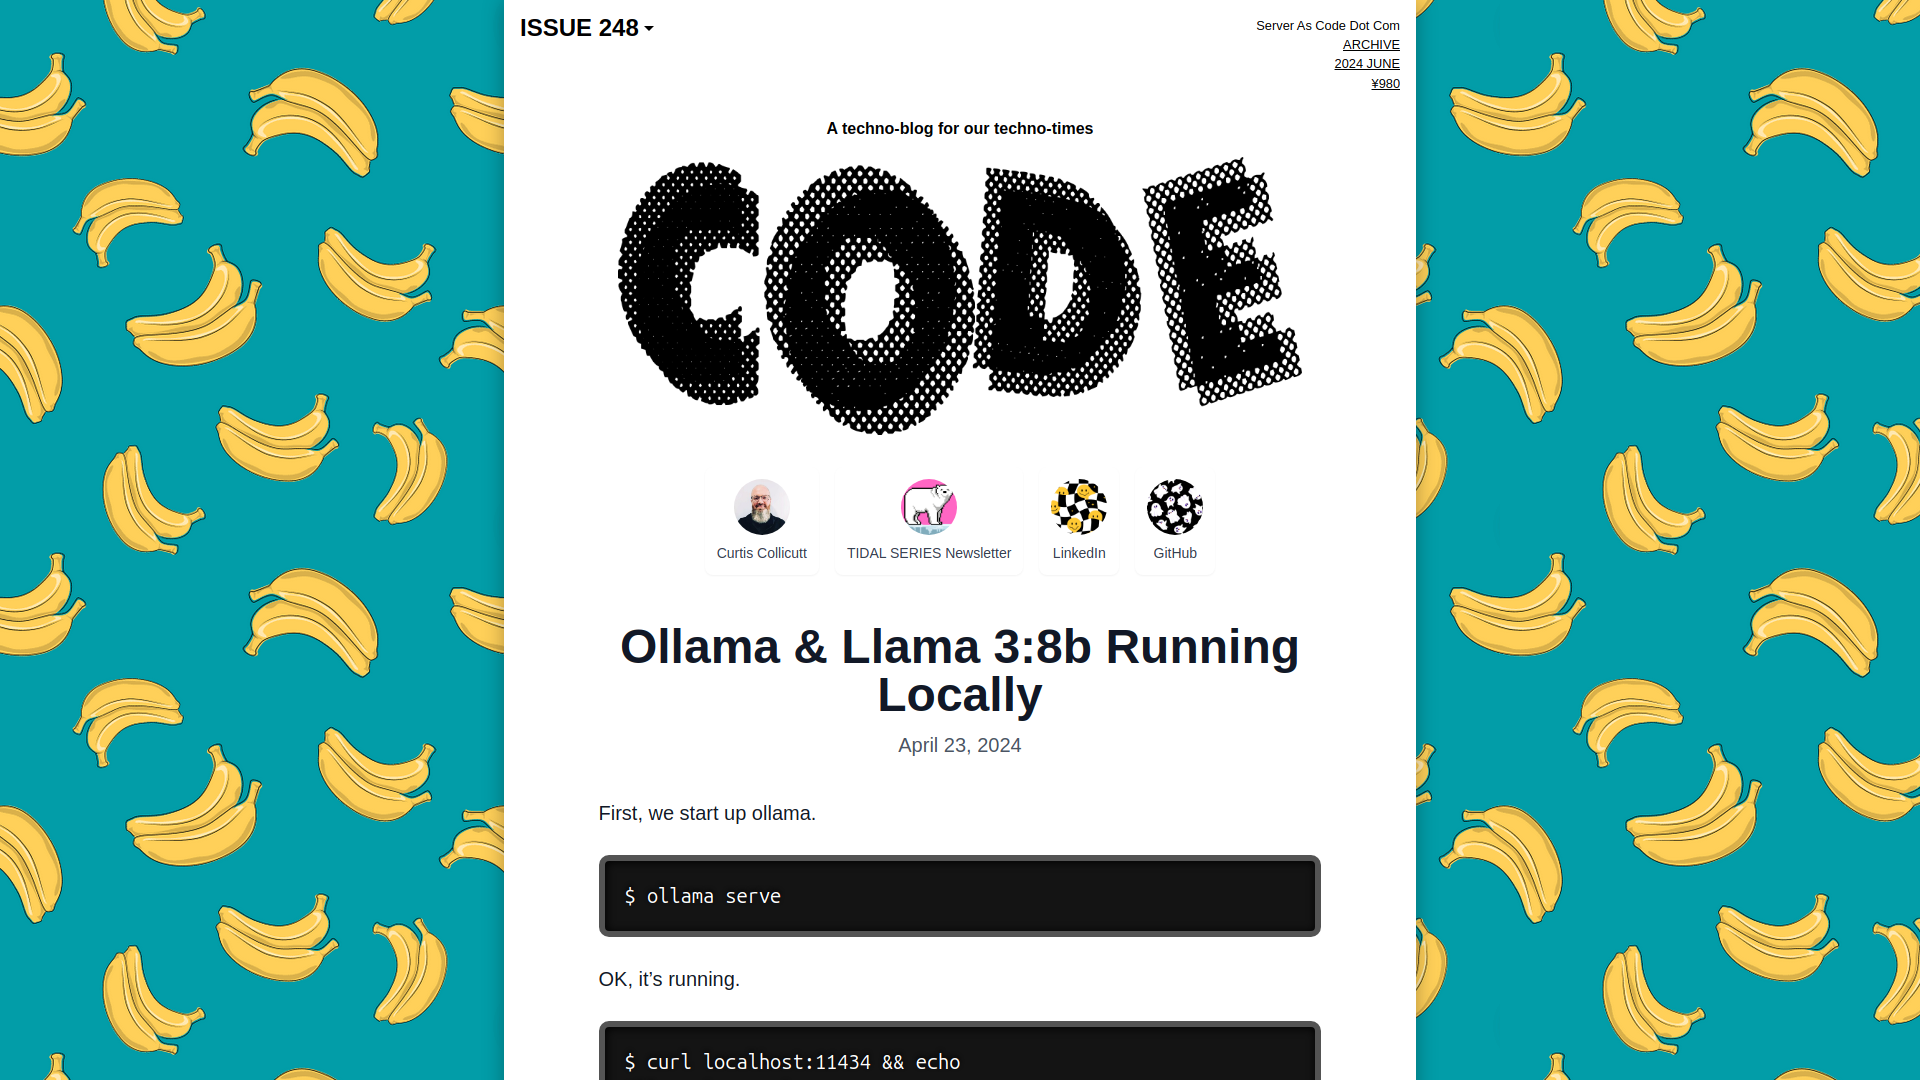 ISSUE 248
Server As Code Dot Com
ARCHIVE
2024 JUNE
¥980
A techno-blog for our techno-times
CODE
Curtis Collicutt
TIDAL SERIES Newsletter
LinkedIn
GitHub
Ollama & Llama 3:8b Running
Locally
April 23, 2024
First, we start up ollama.
$ ollama serve
OK, it’s running.
$ curl localhost:11434 && echo